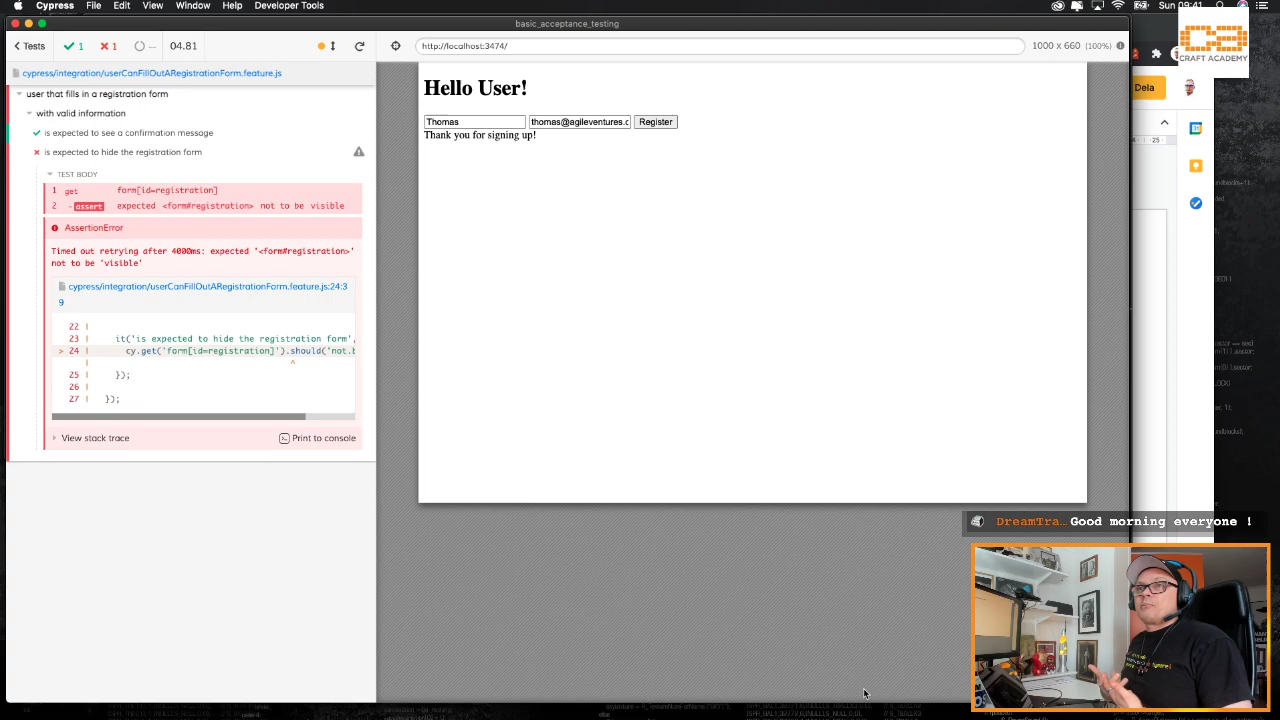 Cypress File Edit View Window Help Developer Tools
Sun 09:41
basic_acceptance_testing
Tests
1
1
--
04.81
http://localhost:3474/
1000 x 660 (100%)
CRAFT ACADEMY
Dela
cypress/integration/userCanFillOutARegistrationForm.feature.js
user that fills in a registration form
with valid information
is expected to see a confirmation message
is expected to hide the registration form
TEST BODY
1 get form[id=registration]
2 -assert expected <form#registration> not to be visible
AssertionError
Timed out retrying after 4000ms: expected '<form#registration>'
not to be 'visible'
cypress/integration/userCanFillOutARegistrationForm.feature.js:24:3
9
22 |
23 | it('is expected to hide the registration form',
> 24 | cy.get('form[id=registration]').should('not.b
| ^
25 | });
26 |
27 | });
View stack trace
Print to console
Hello User!
Thomas
thomas@agileventures.c
Register
Thank you for signing up!
DreamTra… Good morning everyone !